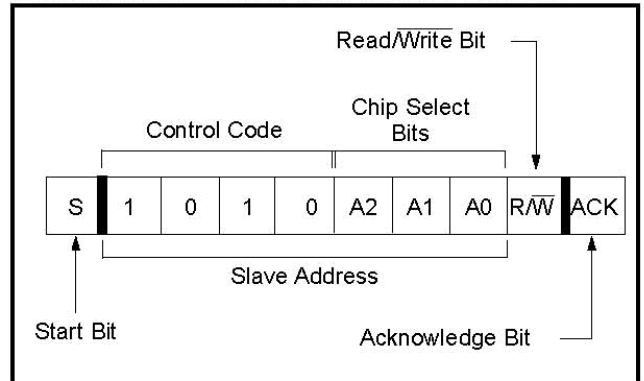 Read/Write Bit
Chip Select
Bits
Control Code
S 1 0 1 0 A2 A1 A0 R/W ACK
Slave Address
Start Bit
Acknowledge Bit